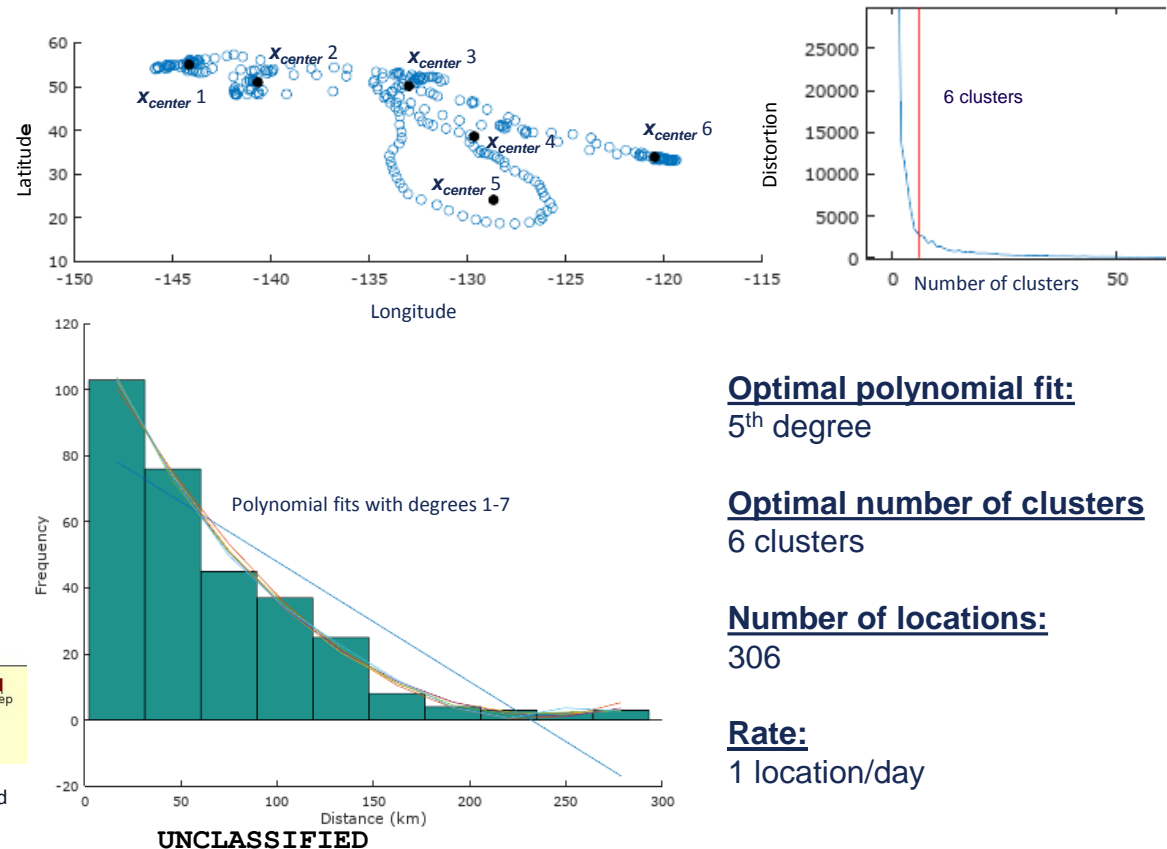 60
50
40
30
20
10
Latitude
-150
-145
-140
-135
-130
-125
-120
-115
Longitude
xcenter 1
xcenter 2
xcenter 3
xcenter 4
xcenter 5
xcenter 6
25000
20000
15000
10000
5000
0
Distortion
6 clusters
0
50
Number of clusters
120
100
80
60
40
20
0
-20
Frequency
Polynomial fits with degrees 1-7
0
50
100
150
200
250
300
Distance (km)
UNCLASSIFIED
Optimal polynomial fit:
5th degree
Optimal number of clusters
6 clusters
Number of locations:
306
Rate:
1 location/day
ep
d